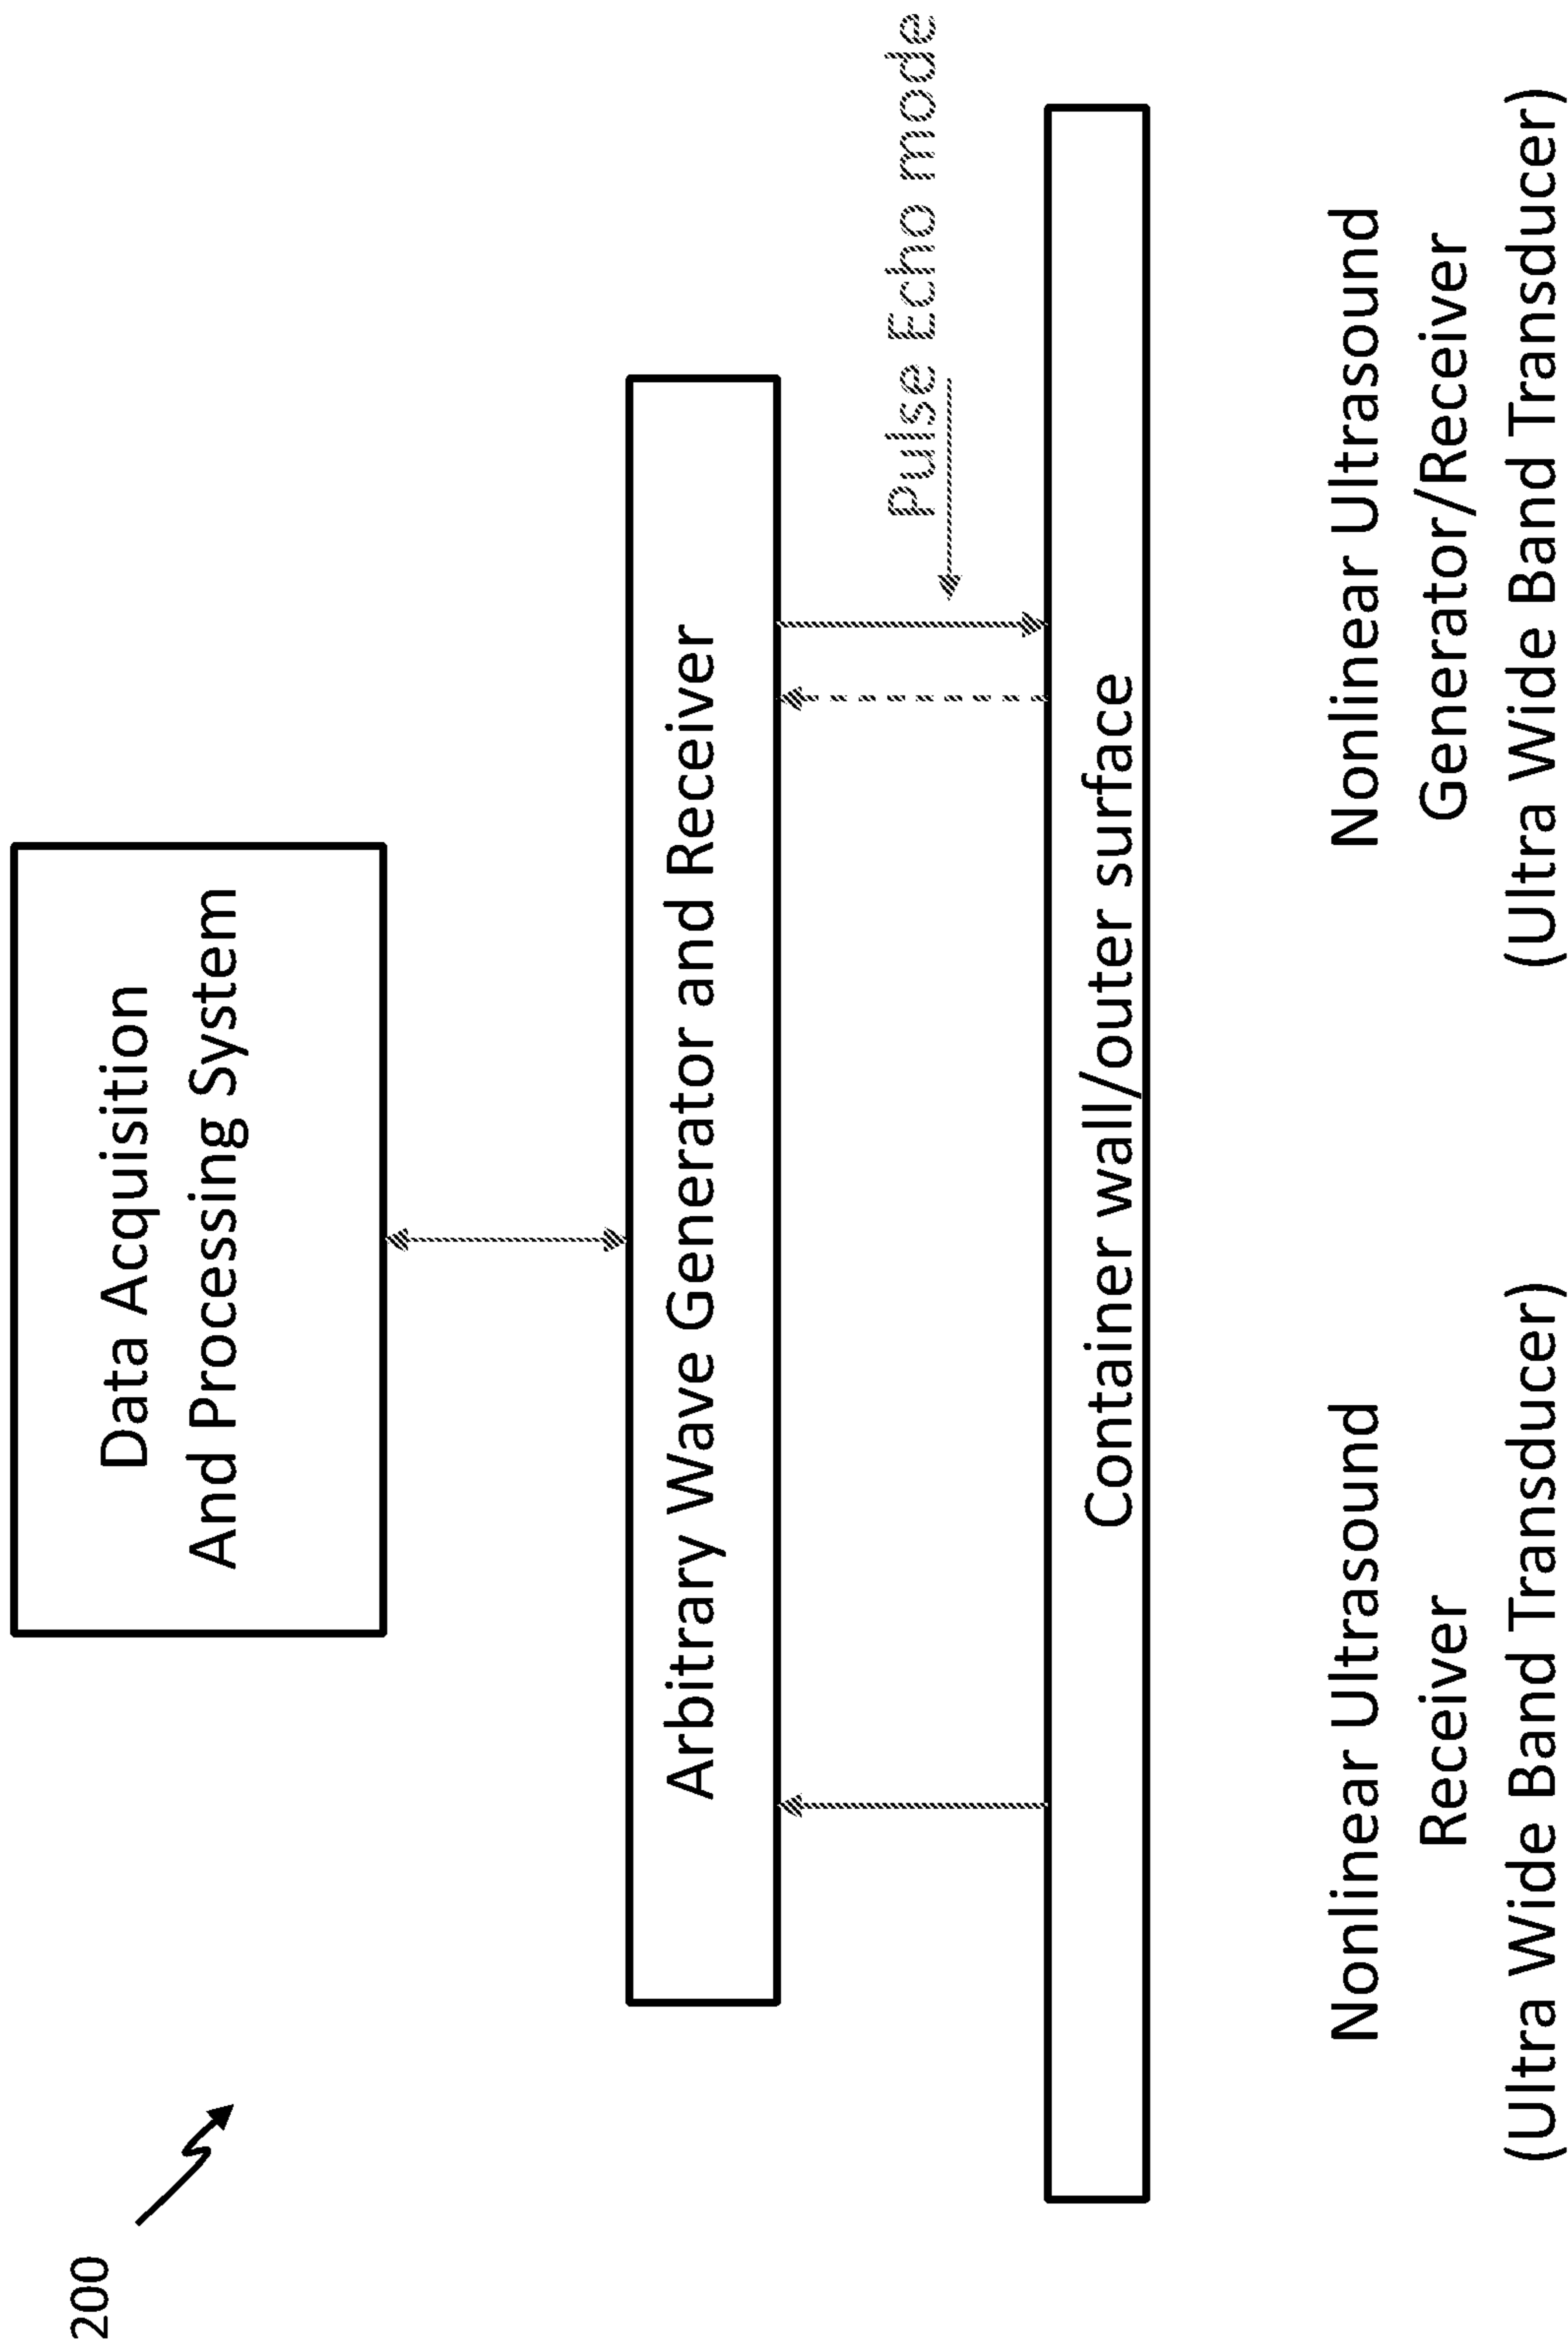 200
Data Acquisition
And Processing System
Arbitrary Wave Generator and Receiver
Pulse Echo mode
Container wall/outer surface
Nonlinear Ultrasound
Receiver
(Ultra Wide Band Transducer)
Nonlinear Ultrasound
Generator/Receiver
(Ultra Wide Band Transducer)